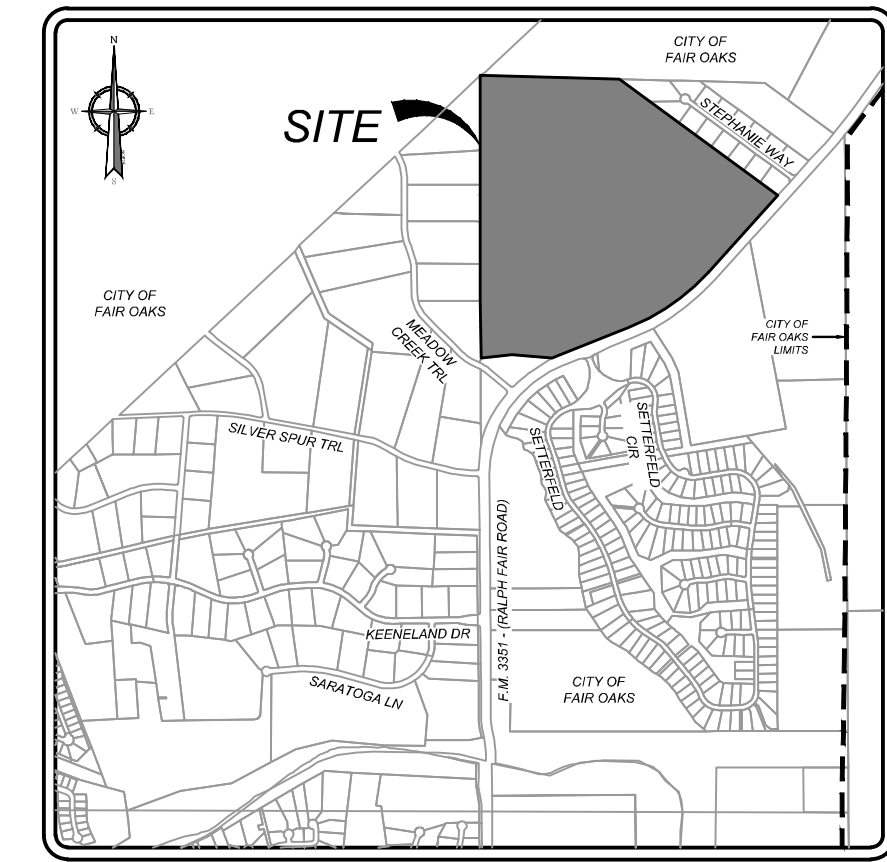 CITY OF
FAIR OAKS
N
W
E
S
SITE
STEPHANIE WAY
CITY OF
FAIR OAKS
CITY OF
FAIR OAKS
LIMITS
MEADOW
CREEK TRL
SILVER SPUR TRL
SETTERFELD
SETTERFELD
CIR
F.M. 3351 - (RALPH FAIR ROAD)
KEENELAND DR
SARATOGA LN
CITY OF
FAIR OAKS